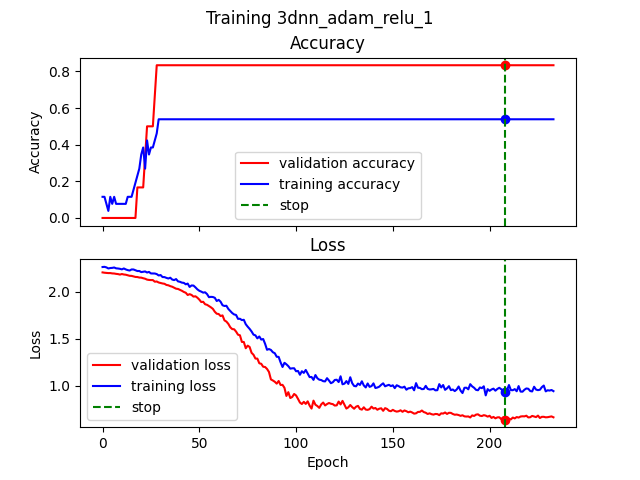 Training 3dnn_adam_relu_1
Accuracy
Accuracy
0.8
0.6
0.4
0.2
0.0
validation accuracy
training accuracy
stop
Loss
Loss
2.0
1.5
1.0
validation loss
training loss
stop
0
50
100
150
200
Epoch